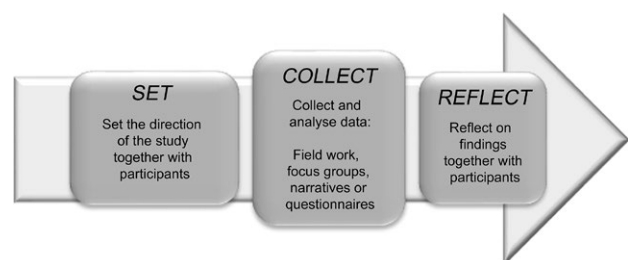 SET
Set the direction
of the study
together with
participants
COLLECT
Collect and
analyse data:
Field work,
focus groups,
narratives or
questionnaires
REFLECT
Reflect on
findings
together with
participants